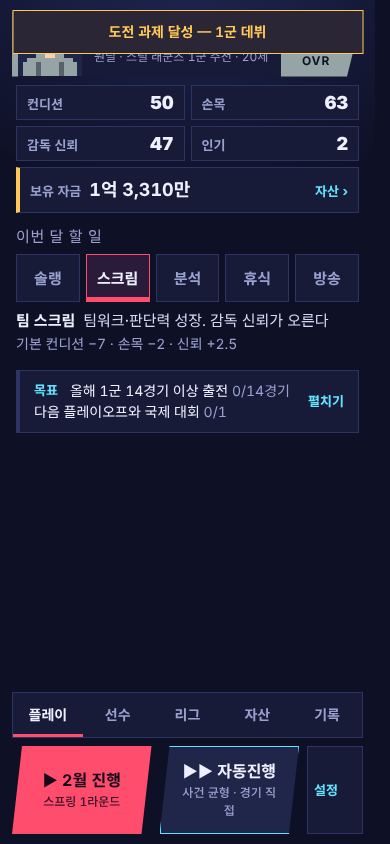 도전 과제 달성 — 1군 데뷔
원딜 · 스틸 래쿤즈 1군 주전 · 20세
OVR
컨디션 50
손목 63
감독 신뢰 47
인기 2
보유 자금 1억 3,310만 자산 ›
이번 달 할 일
솔랭 스크림 분석 휴식 방송
팀 스크림 팀워크·판단력 성장. 감독 신뢰가 오른다
기본 컨디션 −7 · 손목 −2 · 신뢰 +2.5
목표 올해 1군 14경기 이상 출전 0/14경기
다음 플레이오프와 국제 대회 0/1
펼치기
플레이 선수 리그 자산 기록
▶ 2월 진행
스프링 1라운드
▶▶ 자동진행
사건 균형 · 경기 직
접
설정